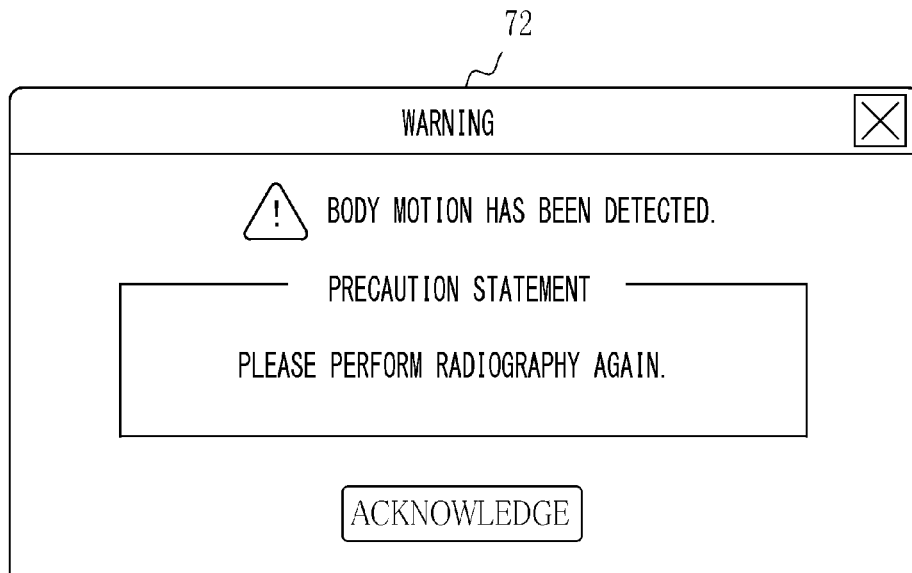 72
WARNING
! BODY MOTION HAS BEEN DETECTED.
PRECAUTION STATEMENT
PLEASE PERFORM RADIOGRAPHY AGAIN.
ACKNOWLEDGE